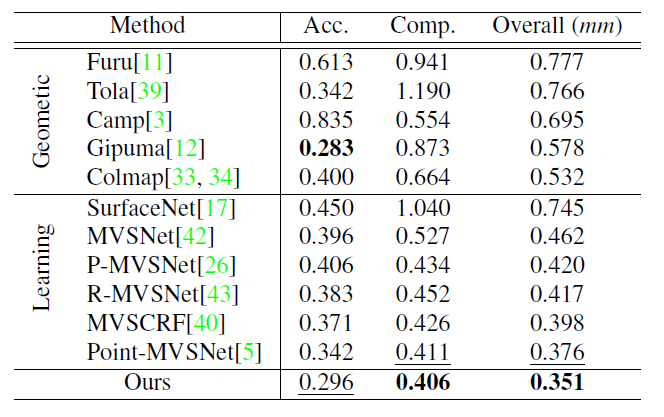 Method Acc. Comp. Overall (mm)
Geometic
Furu[11] 0.613 0.941 0.777
Tola[39] 0.342 1.190 0.766
Camp[3] 0.835 0.554 0.695
Gipuma[12] 0.283 0.873 0.578
Colmap[33, 34] 0.400 0.664 0.532
Learning
SurfaceNet[17] 0.450 1.040 0.745
MVSNet[42] 0.396 0.527 0.462
P-MVSNet[26] 0.406 0.434 0.420
R-MVSNet[43] 0.383 0.452 0.417
MVSCRF[40] 0.371 0.426 0.398
Point-MVSNet[5] 0.342 0.411 0.376
Ours 0.296 0.406 0.351